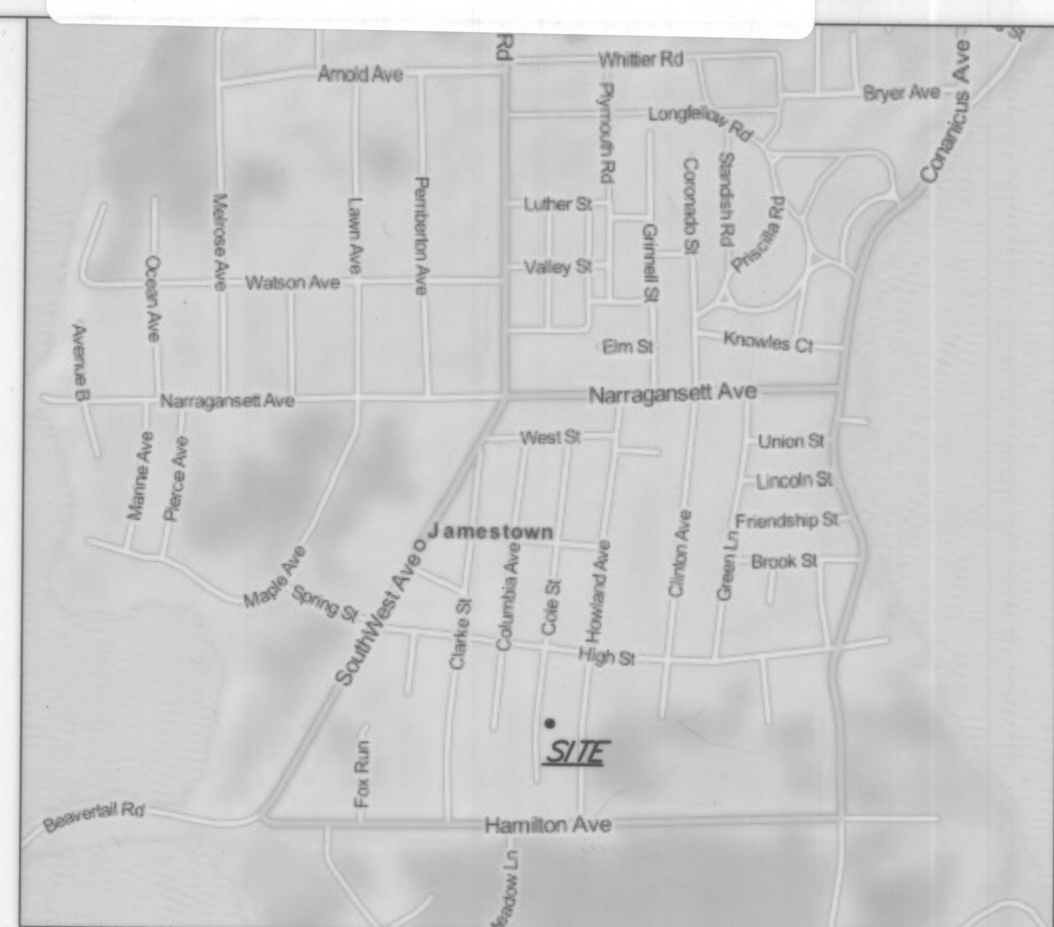 Rd
Whittier Rd
Arnold Ave
Bryer Ave
Conanicus Ave
Plymouth Rd
Longfellow Rd
Luther St
Melrose Ave
Lawn Ave
Pemberton Ave
Coronado St
Standish Rd
Priscilla Rd
Grinnell St
Valley St
Ocean Ave
Watson Ave
Avenue B
Elm St
Knowles Ct
Narragansett Ave
Narragansett Ave
Marine Ave
Pierce Ave
West St
Union St
Lincoln St
Friendship St
Jamestown
Brook St
Maple Ave
Spring St
SouthWest Ave
Clarke St
Columbia Ave
Cole St
Howland Ave
Clinton Ave
Green Ln
High St
SITE
Fox Run
Beavertail Rd
Hamilton Ave
eadow Ln